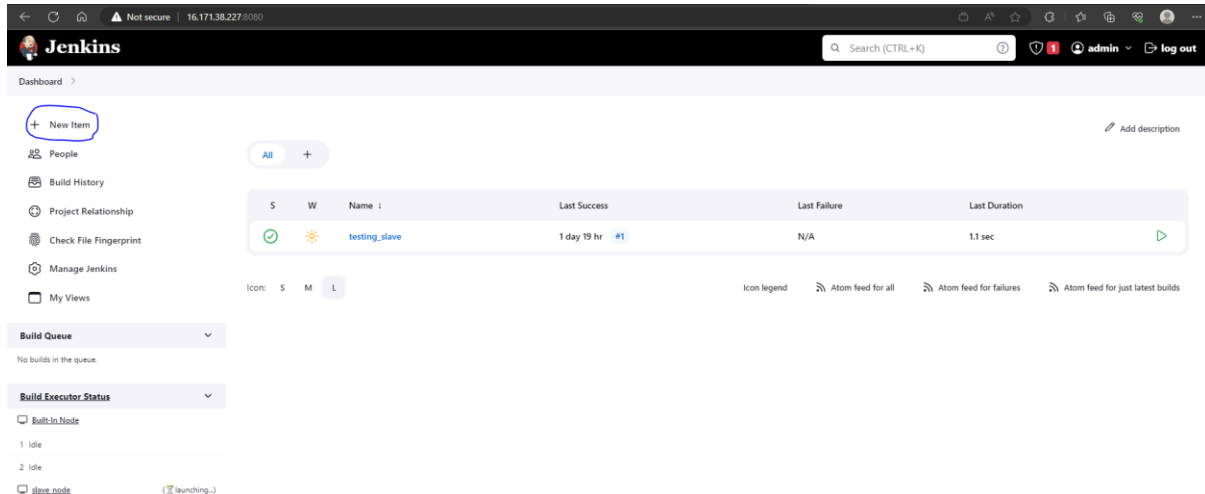 Not secure 16.171.38.227:8080
Jenkins
Search (CTRL+K)
1
admin
log out
Dashboard
New Item
Add description
People
All +
Build History
S W Name ↓ Last Success Last Failure Last Duration
Project Relationship
testing_slave 1 day 19 hr #1 N/A 1.1 sec
Check File Fingerprint
Manage Jenkins
Icon: S M L
Icon legend
Atom feed for all
Atom feed for failures
Atom feed for just latest builds
My Views
Build Queue
No builds in the queue.
Build Executor Status
Built-In Node
1 Idle
2 Idle
slave node (launching...)